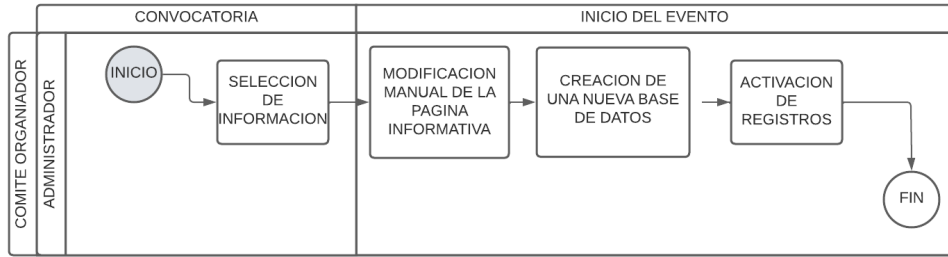 CONVOCATORIA
INICIO DEL EVENTO
COMITE ORGANIADOR
ADMINISTRADOR
INICIO
SELECCION
DE
INFORMACION
MODIFICACION
MANUAL DE LA
PAGINA
INFORMATIVA
CREACION DE
UNA NUEVA BASE
DE DATOS
ACTIVACION
DE
REGISTROS
FIN